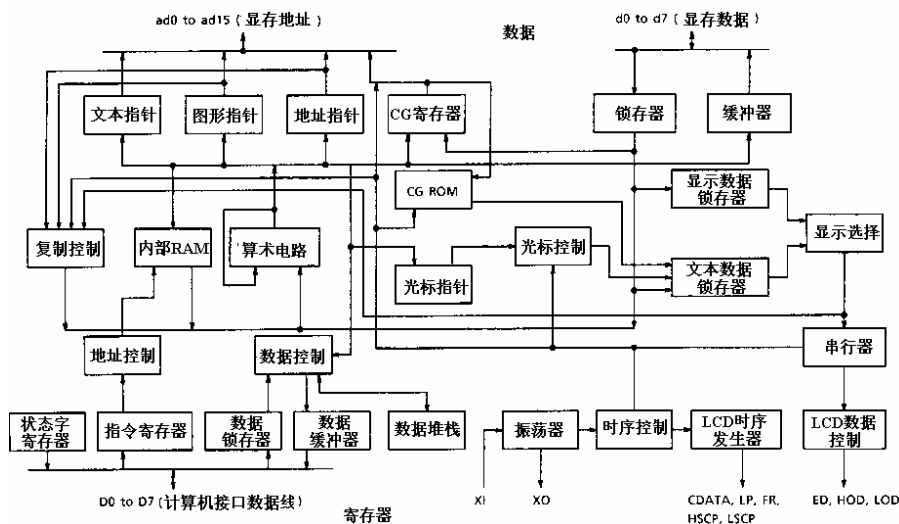 ad0 to ad15 (显存地址)
数据
d0 to d7 (显存数据)
文本指针
图形指针
地址指针
CG寄存器
锁存器
缓冲器
CG ROM
显示数据
锁存器
复制控制
内部RAM
算术电路
光标指针
光标控制
文本数据
锁存器
显示选择
地址控制
数据控制
串行器
状态字
寄存器
指令寄存器
数据
锁存器
数据
缓冲器
数据堆栈
振荡器
时序控制
LCD时序
发生器
LCD数据
控制
D0 to D7 (计算机接口数据线)
寄存器
XI
XO
CDATA, LP, FR,
HSCP, LSCP
ED, HOD, LOD